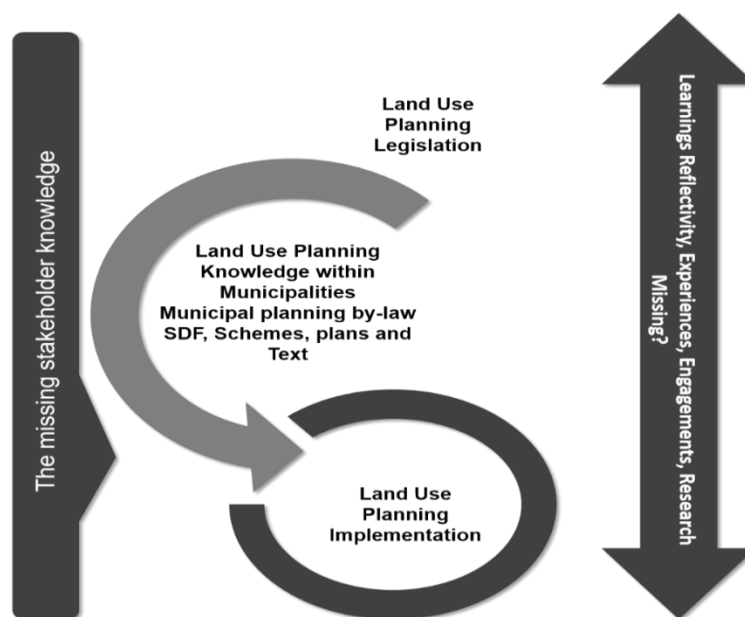 The missing stakeholder knowledge
Land Use
Planning
Legislation
Land Use Planning
Knowledge within
Municipalities
Municipal planning by-law
SDF, Schemes, plans and
Text
Land Use
Planning
Implementation
Learnings Reflectivity, Experiences, Engagements, Research
Missing?